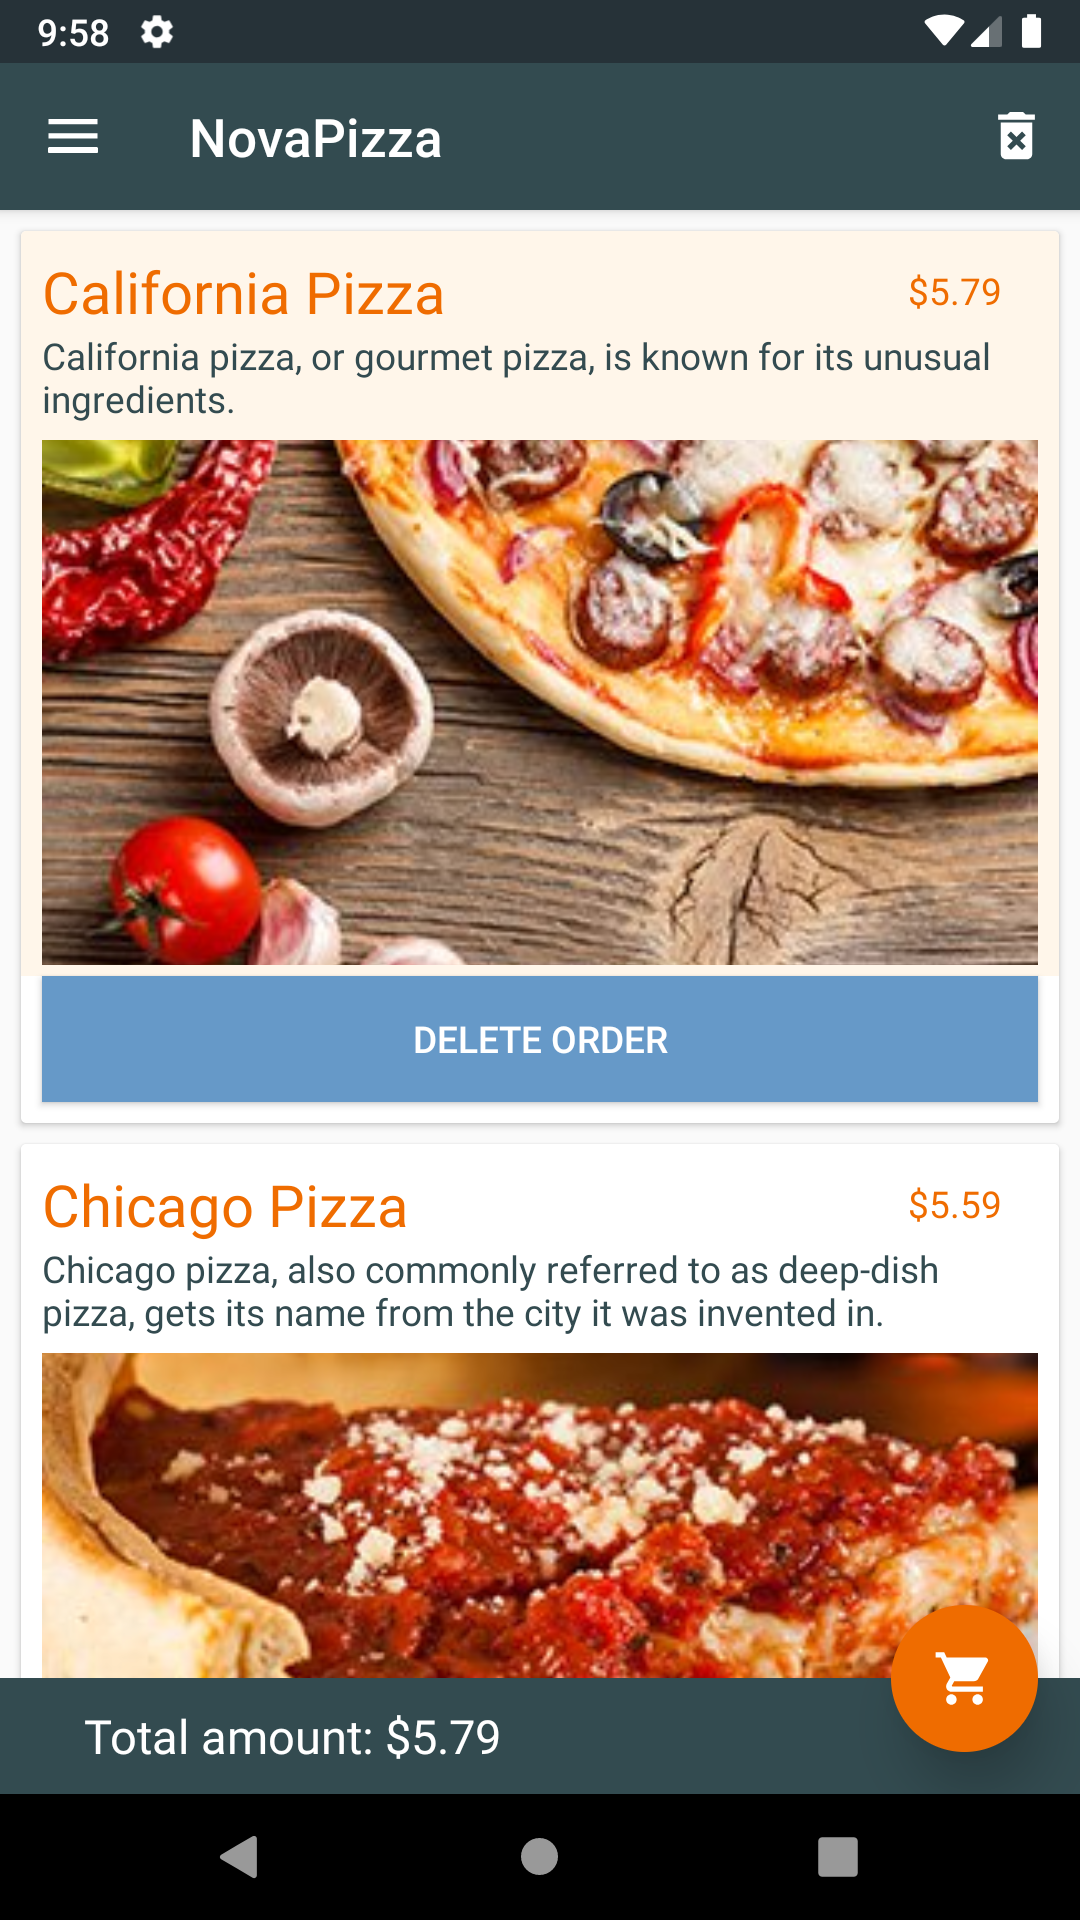 9:58
NovaPizza
California Pizza
$5.79
California pizza, or gourmet pizza, is known for its unusual
ingredients.
DELETE ORDER
Chicago Pizza
$5.59
Chicago pizza, also commonly referred to as deep-dish
pizza, gets its name from the city it was invented in.
Total amount: $5.79